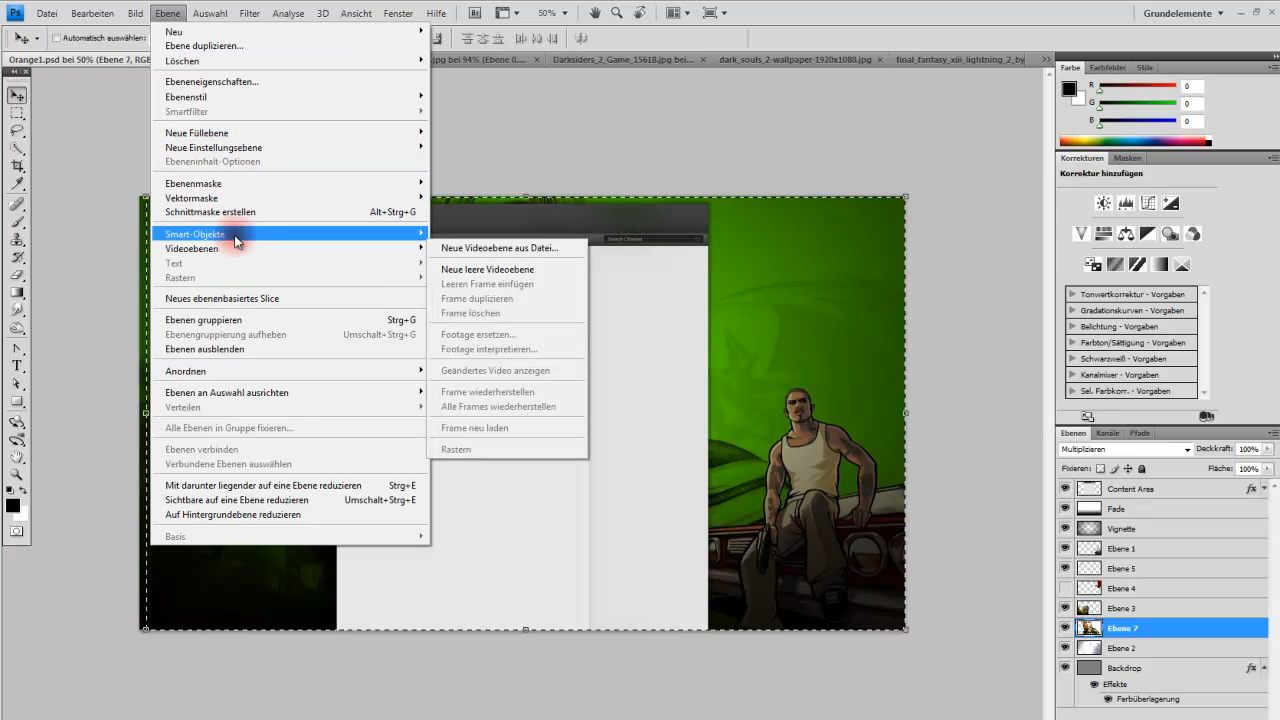 Ps Datei Bearbeiten Bild Ebene Auswahl Filter Analyse 3D Ansicht Fenster Hilfe Br 50% Grundelemente
Automatisch auswählen:
Orange1.psd bei 50% (Ebene 7, RGB .jpg bei 94% (Ebene 0,... Darksiders_2_Game_15618.jpg bei... dark_souls_2-wallpaper-1920x1080.jpg final_fantasy_xiii_lightning_2_by
Neu
Ebene duplizieren...
Löschen
Ebeneneigenschaften...
Ebenenstil
Smartfilter
Neue Füllebene
Neue Einstellungsebene
Ebeneninhalt-Optionen
Ebenenmaske
Vektormaske
Schnittmaske erstellen Alt+Strg+G
Smart-Objekte
Videoebenen
Text
Rastern
Neues ebenenbasiertes Slice
Ebenen gruppieren Strg+G
Ebenengruppierung aufheben Umschalt+Strg+G
Ebenen ausblenden
Anordnen
Ebenen an Auswahl ausrichten
Verteilen
Alle Ebenen in Gruppe fixieren...
Ebenen verbinden
Verbundene Ebenen auswählen
Mit darunter liegender auf eine Ebene reduzieren Strg+E
Sichtbare auf eine Ebene reduzieren Umschalt+Strg+E
Auf Hintergrundebene reduzieren
Basis
Neue Videoebene aus Datei...
Neue leere Videoebene
Leeren Frame einfügen
Frame duplizieren
Frame löschen
Footage ersetzen...
Footage interpretieren...
Geändertes Video anzeigen
Frame wiederherstellen
Alle Frames wiederherstellen
Frame neu laden
Rastern
Search Channel
Farbe Farbfelder Stile
R 0
G 0
B 0
Korrekturen Masken
Korrektur hinzufügen
Tonwertkorrektur - Vorgaben
Gradationskurven - Vorgaben
Belichtung - Vorgaben
Farbton/Sättigung - Vorgaben
Schwarzweiß - Vorgaben
Kanalmixer - Vorgaben
Sel. Farbkorr. - Vorgaben
Ebenen Kanäle Pfade
Multiplizieren Deckkraft: 100%
Fixieren: Fläche: 100%
Content Area fx
Fade
Vignette
Ebene 1
Ebene 5
Ebene 4
Ebene 3
Ebene 7
Ebene 2
Backdrop fx
Effekte
Farbüberlagerung